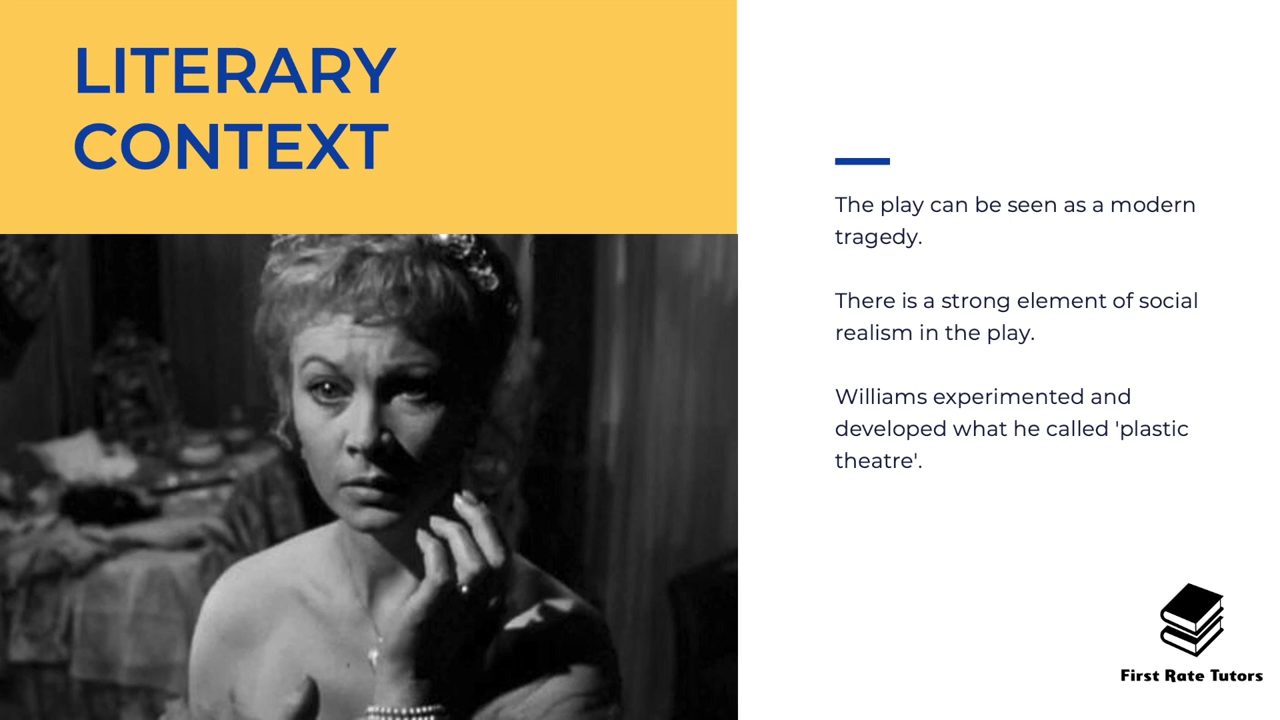 LITERARY
CONTEXT
The play can be seen as a modern
tragedy.
There is a strong element of social
realism in the play.
Williams experimented and
developed what he called 'plastic
theatre'.
First Rate Tutors